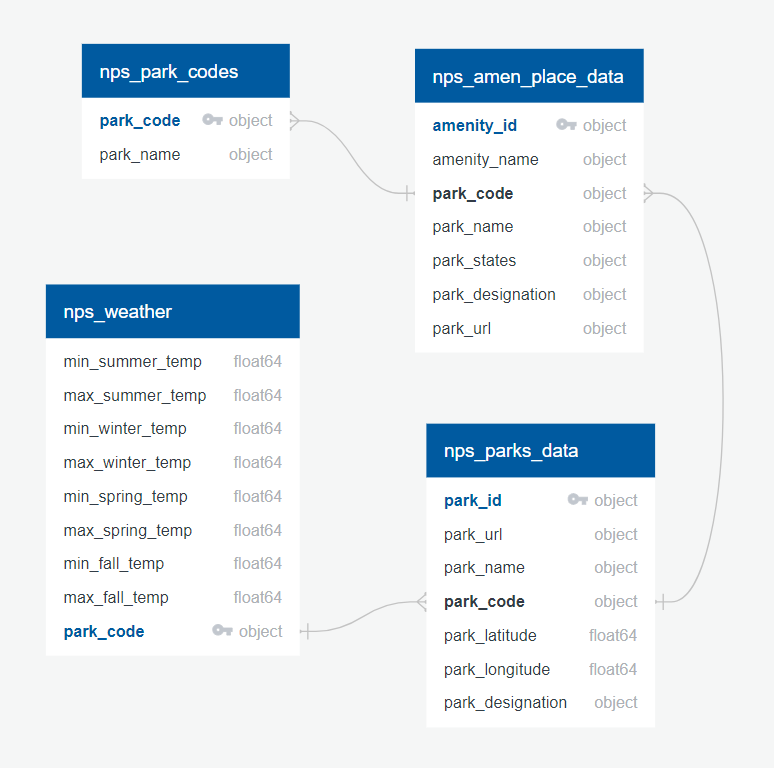 nps_park_codes
park_code object
park_name object
nps_amen_place_data
amenity_id object
amenity_name object
park_code object
park_name object
park_states object
park_designation object
park_url object
nps_weather
min_summer_temp float64
max_summer_temp float64
min_winter_temp float64
max_winter_temp float64
min_spring_temp float64
max_spring_temp float64
min_fall_temp float64
max_fall_temp float64
park_code object
nps_parks_data
park_id object
park_url object
park_name object
park_code object
park_latitude float64
park_longitude float64
park_designation object